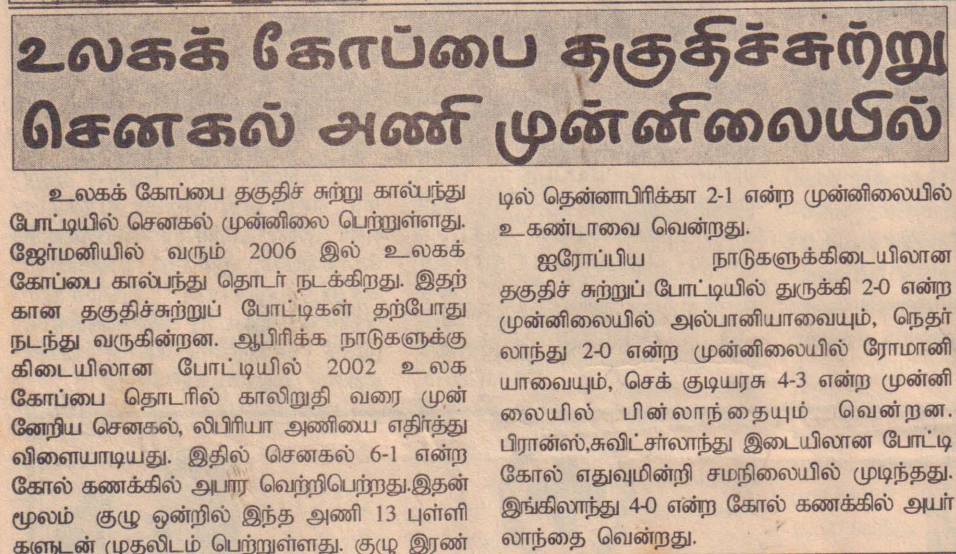 உலகக் கோப்பை தகுதிச்சுற்று
செனகல் அணி முன்னிலையில்
உலகக் கோப்பை தகுதிச் சுற்று கால்பந்து
போட்டியில் செனகல் முன்னிலை பெற்றுள்ளது.
ஜேர்மனியில் வரும் 2006 இல் உலகக்
கோப்பை கால்பந்து தொடர் நடக்கிறது. இதற்
கான தகுதிச்சுற்றுப் போட்டிகள் தற்போது
நடந்து வருகின்றன. ஆபிரிக்க நாடுகளுக்கு
கிடையிலான போட்டியில் 2002 உலக
கோப்பை தொடரில் காலிறுதி வரை முன்
னேறிய செனகல், லிபிரியா அணியை எதிர்த்து
விளையாடியது. இதில் செனகல் 6-1 என்ற
கோல் கணக்கில் அபார வெற்றிபெற்றது.இதன்
மூலம் குழு ஒன்றில் இந்த அணி 13 புள்ளி
களுடன் முதலிடம் பெற்றுள்ளது. குழு இரண்
டில் தென்னாபிரிக்கா 2-1 என்ற முன்னிலையில்
உகண்டாவை வென்றது.
ஐரோப்பிய நாடுகளுக்கிடையிலான
தகுதிச் சுற்றுப் போட்டியில் துருக்கி 2-0 என்ற
முன்னிலையில் அல்பானியாவையும், நெதர்
லாந்து 2-0 என்ற முன்னிலையில் ரோமானி
யாவையும், செக் குடியரசு 4-3 என்ற முன்னி
லையில் பின்லாந்தையும் வென்றன.
பிரான்ஸ்,சுவிட்சர்லாந்து இடையிலான போட்டி
கோல் எதுவுமின்றி சமநிலையில் முடிந்தது.
இங்கிலாந்து 4-0 என்ற கோல் கணக்கில் அயர்
லாந்தை வென்றது.